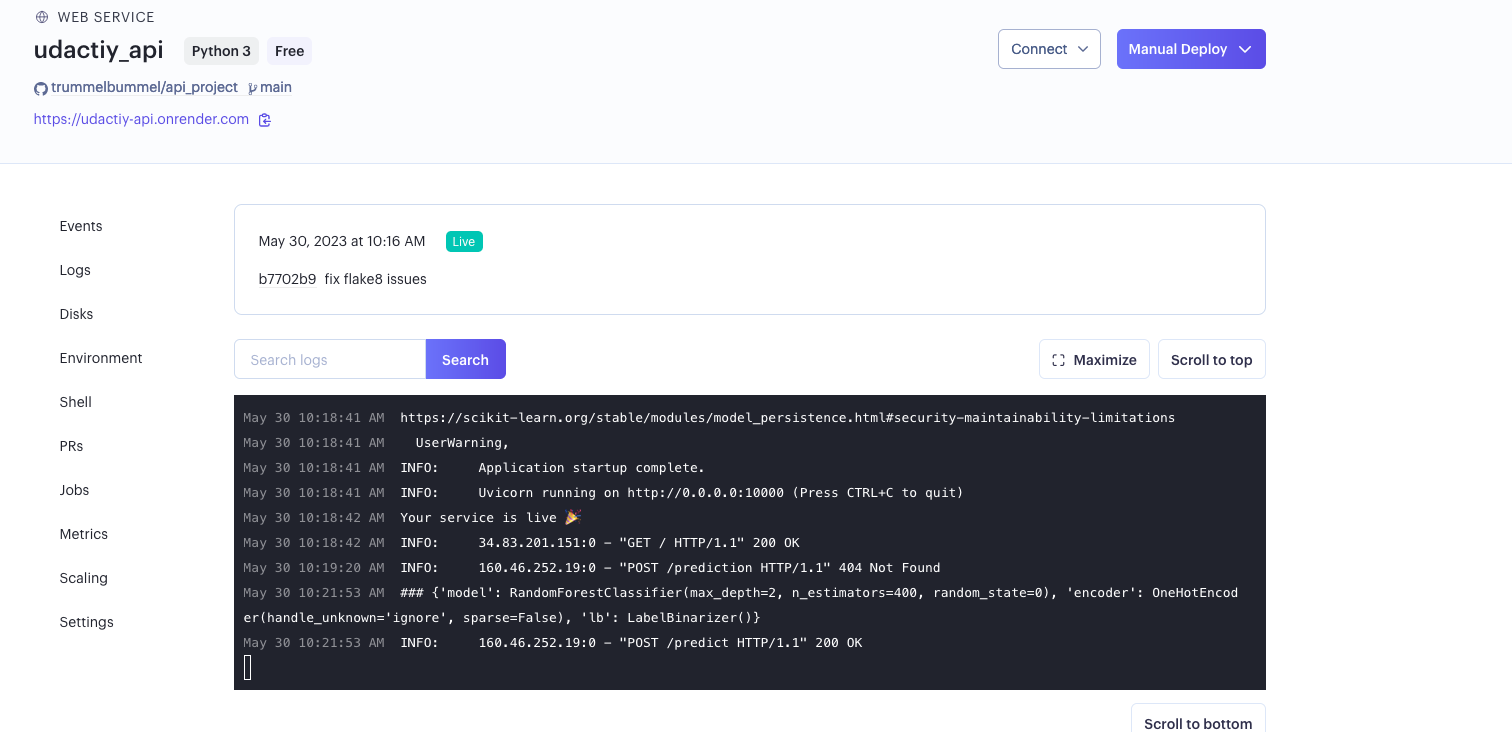 WEB SERVICE
udactiy_api Python 3 Free
Connect Manual Deploy
trummelbummel/api_project main
https://udactiy-api.onrender.com
Events
Logs
Disks
Environment
Shell
PRs
Jobs
Metrics
Scaling
Settings
May 30, 2023 at 10:16 AM Live
b7702b9 fix flake8 issues
Search logs Search Maximize Scroll to top
May 30 10:18:41 AM https://scikit-learn.org/stable/modules/model_persistence.html#security-maintainability-limitations
May 30 10:18:41 AM UserWarning,
May 30 10:18:41 AM INFO: Application startup complete.
May 30 10:18:41 AM INFO: Uvicorn running on http://0.0.0.0:10000 (Press CTRL+C to quit)
May 30 10:18:42 AM Your service is live 🎉
May 30 10:18:42 AM INFO: 34.83.201.151:0 - "GET / HTTP/1.1" 200 OK
May 30 10:19:20 AM INFO: 160.46.252.19:0 - "POST /prediction HTTP/1.1" 404 Not Found
May 30 10:21:53 AM ### {'model': RandomForestClassifier(max_depth=2, n_estimators=400, random_state=0), 'encoder': OneHotEncod
er(handle_unknown='ignore', sparse=False), 'lb': LabelBinarizer()}
May 30 10:21:53 AM INFO: 160.46.252.19:0 - "POST /predict HTTP/1.1" 200 OK
Scroll to bottom